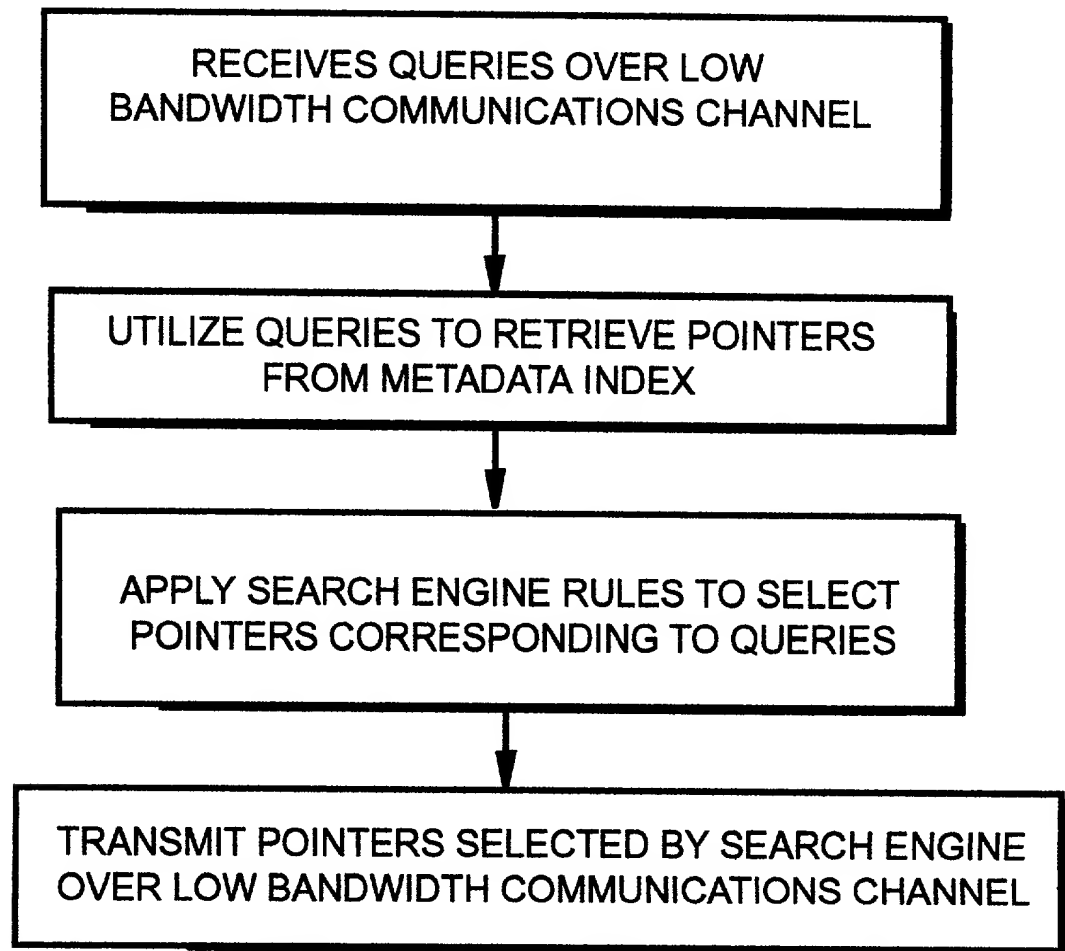 RECEIVES QUERIES OVER LOW
BANDWIDTH COMMUNICATIONS CHANNEL
UTILIZE QUERIES TO RETRIEVE POINTERS
FROM METADATA INDEX
APPLY SEARCH ENGINE RULES TO SELECT
POINTERS CORRESPONDING TO QUERIES
TRANSMIT POINTERS SELECTED BY SEARCH ENGINE
OVER LOW BANDWIDTH COMMUNICATIONS CHANNEL